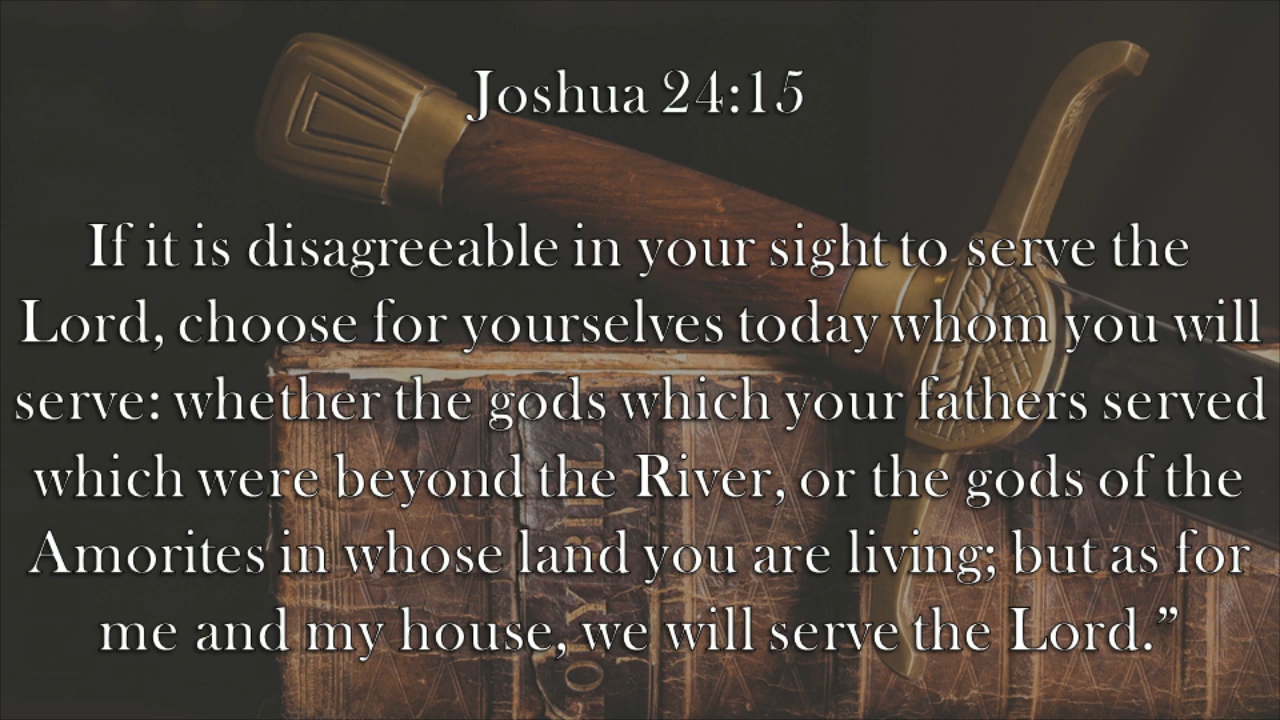 Joshua 24:15
If it is disagreeable in your sight to serve the
Lord, choose for yourselves today whom you will
serve: whether the gods which your fathers served
which were beyond the River, or the gods of the
Amorites in whose land you are living; but as for
me and my house, we will serve the Lord.”
HOLY BIBLE